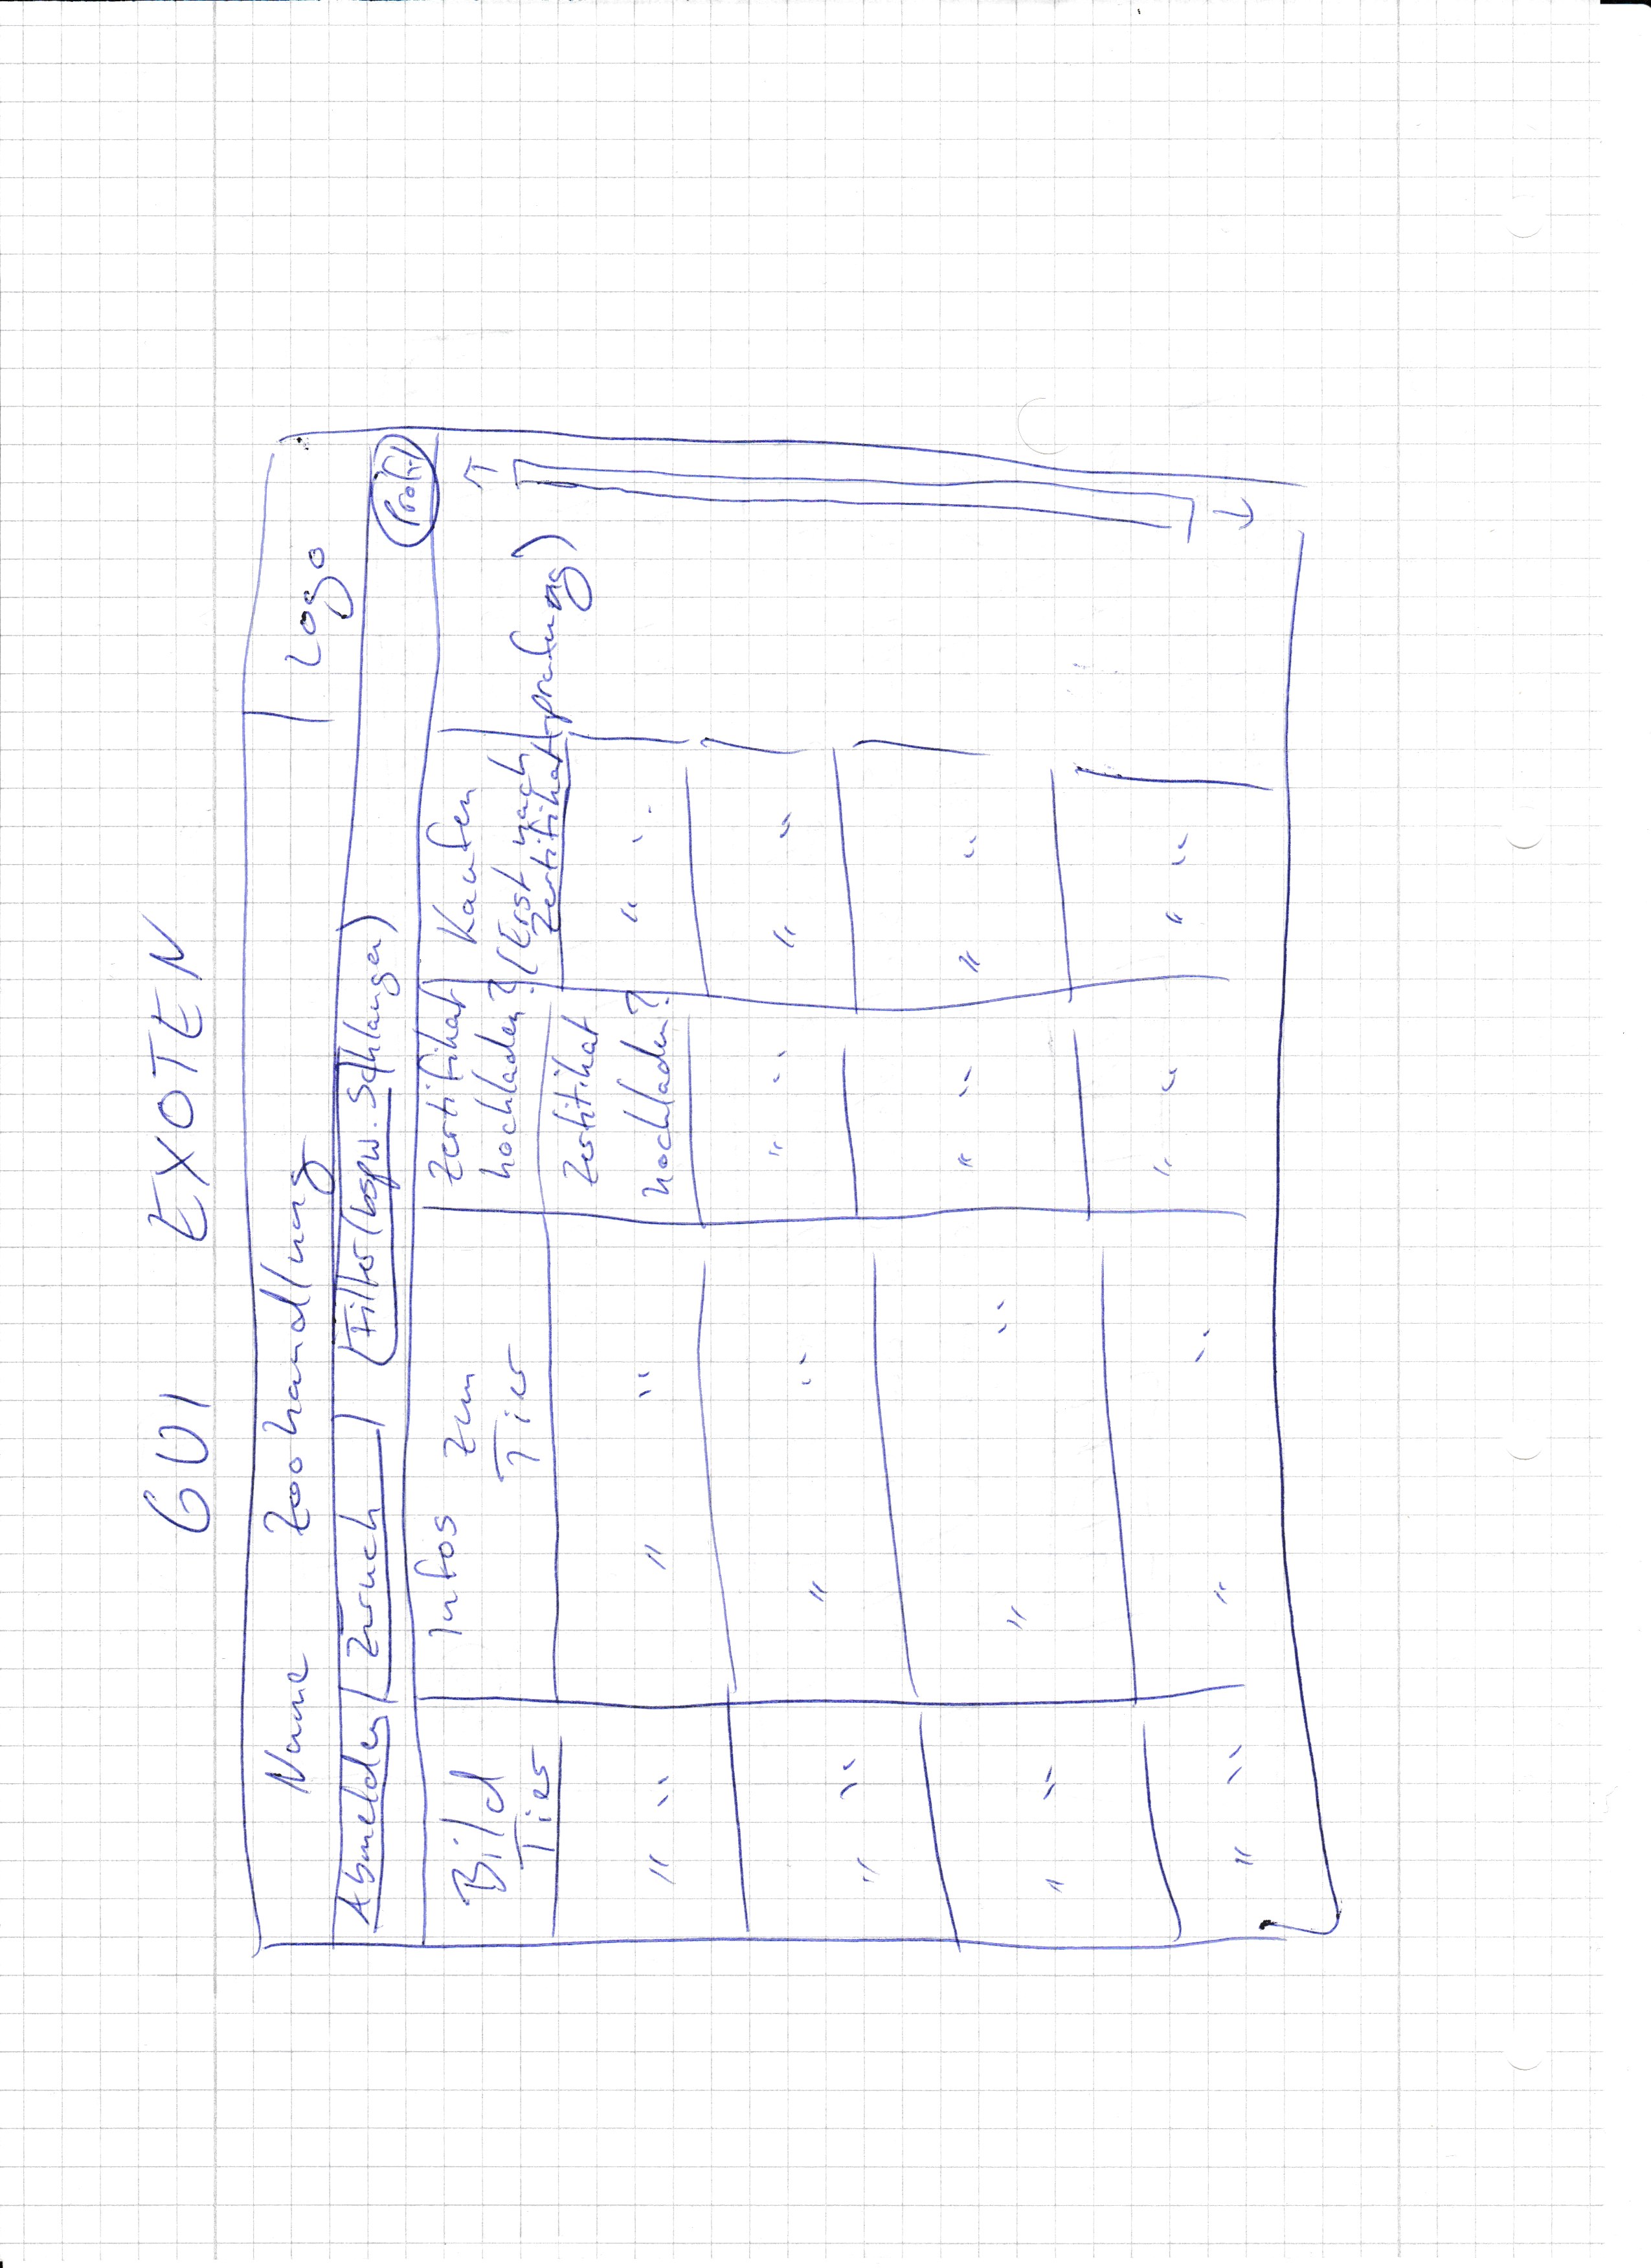 GUI EXOTEN
Name Zoohandlung Logo
Abmelden Zurück Filter (bspw. Schlangen) Profil
Bild Tier
Infos zum Tier
Zertifikat hochladen?
Kaufen
(Erst nach
Zertifikatsprüfung)
" " " " Zertifikat hochladen? " "
" " " " " " " "
" " " " " " " "
" " " " " " " "